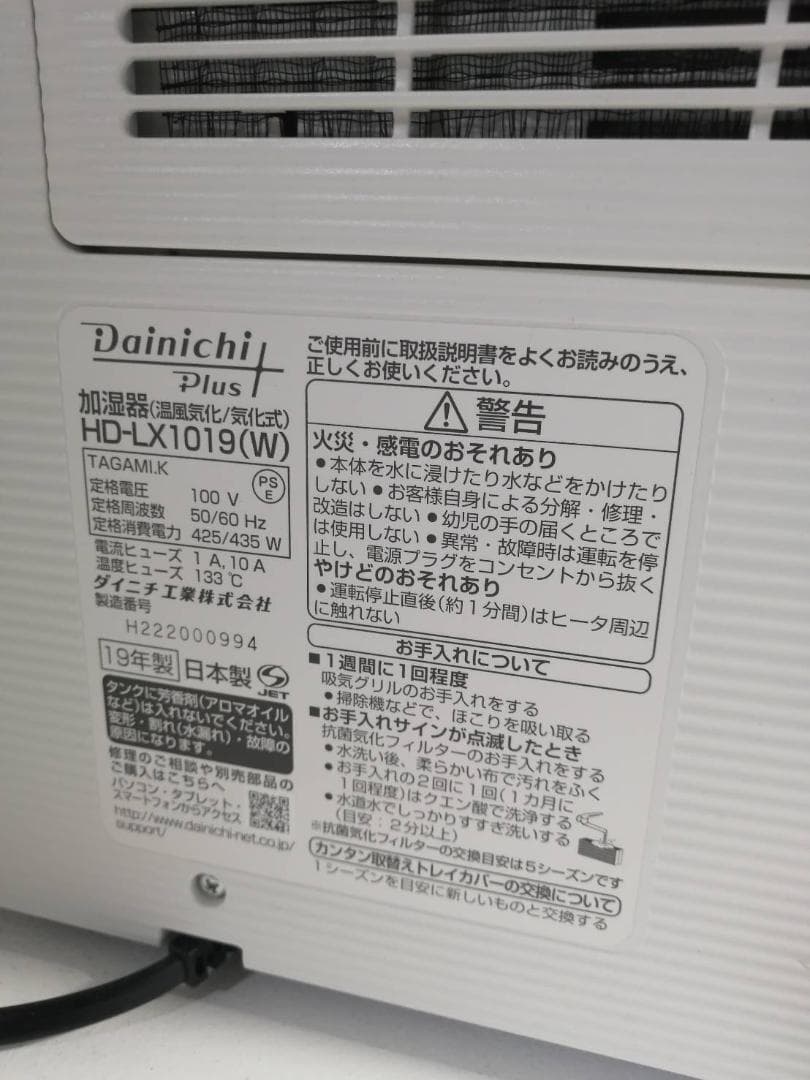 Dainichi
Plus
加湿器(温風気化/気化式)
HD-LX1019(W)
TAGAMI.K
PS
E
定格電圧 100 V
定格周波数 50/60 Hz
定格消費電力 425/435 W
電流ヒューズ 1 A, 10 A
温度ヒューズ 133 ℃
ダイニチ工業株式会社
製造番号
H222000994
19年製 日本製
JET
タンクに芳香剤(アロマオイル
など)は入れないでください。
変形・割れ(水漏れ)・故障の
原因になります。
修理のご相談や別売部品の
ご購入はこちらへ
パソコン・タブレット・
スマートフォンからアクセス
http://www.dainichi-net.co.jp/
support/
ご使用前に取扱説明書をよくお読みのうえ、
正しくお使いください。
警告
火災・感電のおそれあり
●本体を水に浸けたり水などをかけたり
しない ●お客様自身による分解・修理・
改造はしない ●幼児の手の届くところで
は使用しない ●異常・故障時は運転を停
止し、電源プラグをコンセントから抜く
やけどのおそれあり
●運転停止直後(約1分間)はヒータ周辺
に触れない
お手入れについて
■1週間に1回程度
吸気グリルのお手入れをする
●掃除機などで、ほこりを吸い取る
■お手入れサインが点滅したとき
抗菌気化フィルターのお手入れをする
●水洗い後、柔らかい布で汚れをふく
●お手入れの2回に1回(1カ月に
1回程度)はクエン酸で洗浄する
●水道水でしっかりすすぎ洗いする
(目安：2分以上)
※抗菌気化フィルターの交換目安は5シーズンです
カンタン取替えトレイカバーの交換について
1シーズンを目安に新しいものと交換する